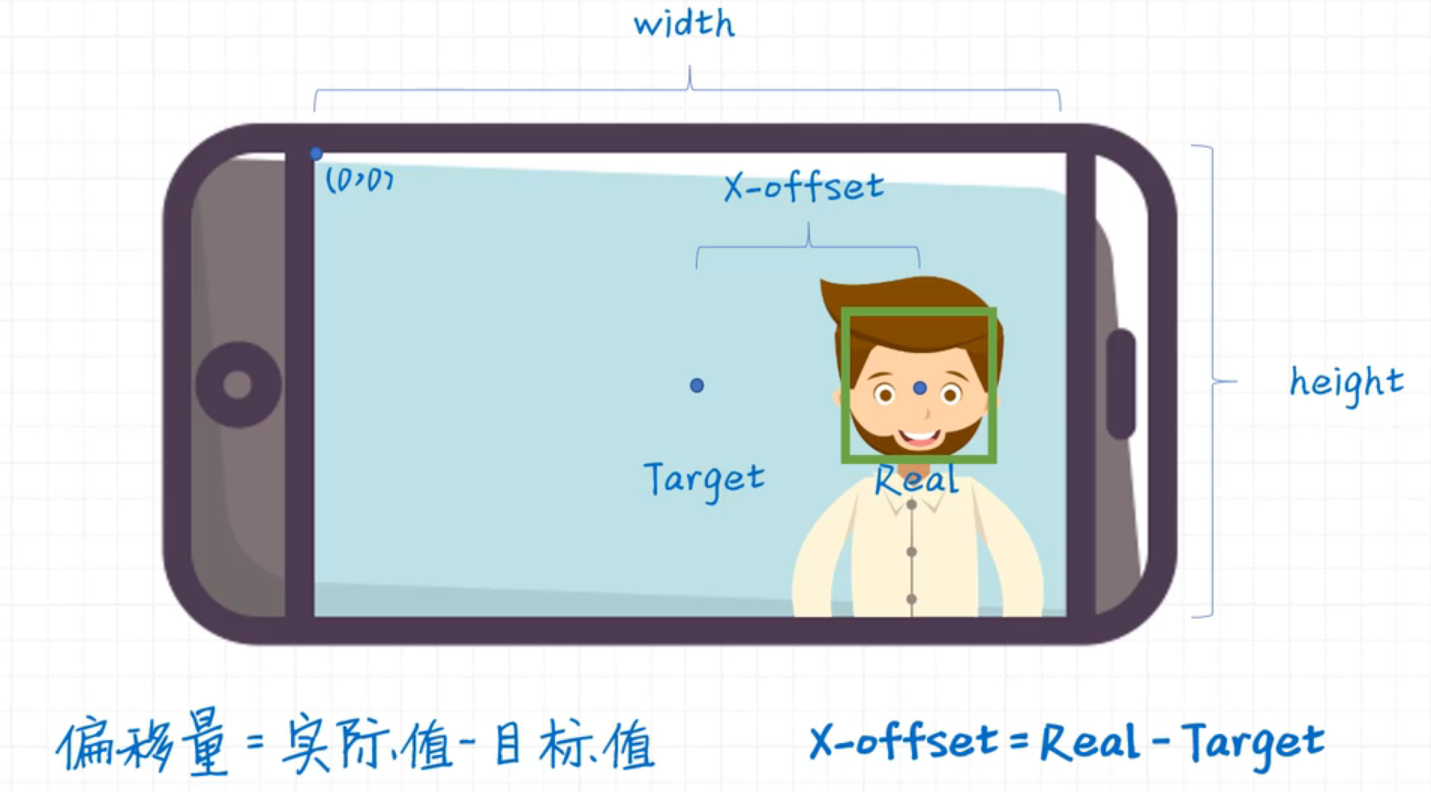 width
(0,0)
X-offset
height
Target
Real
偏移量=实际值-目标值
X-offset=Real-Target